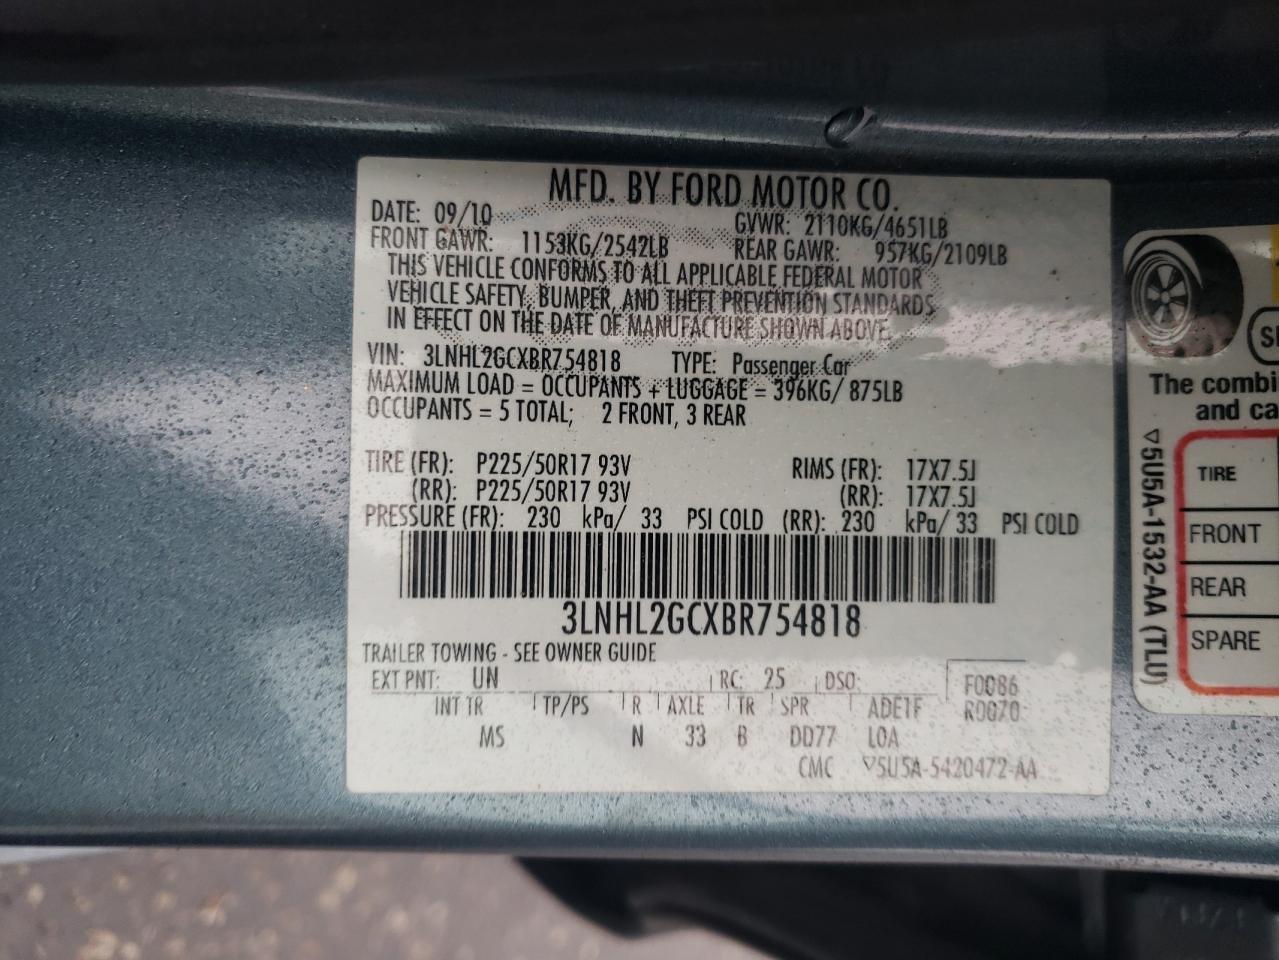 MFD. BY FORD MOTOR CO.
DATE: 09/10 GVWR: 2110KG/4651LB
FRONT GAWR: 1153KG/2542LB REAR GAWR: 957KG/2109LB
THIS VEHICLE CONFORMS TO ALL APPLICABLE FEDERAL MOTOR
VEHICLE SAFETY, BUMPER, AND THEFT PREVENTION STANDARDS
IN EFFECT ON THE DATE OF MANUFACTURE SHOWN ABOVE.
VIN: 3LNHL2GCXBR754818 TYPE: Passenger Car
MAXIMUM LOAD = OCCUPANTS + LUGGAGE = 396KG/ 875LB
OCCUPANTS = 5 TOTAL; 2 FRONT, 3 REAR
TIRE (FR): P225/50R17 93V RIMS (FR): 17X7.5J
(RR): P225/50R17 93V (RR): 17X7.5J
PRESSURE (FR): 230 kPa/ 33 PSI COLD (RR): 230 kPa/ 33 PSI COLD
3LNHL2GCXBR754818
TRAILER TOWING - SEE OWNER GUIDE
EXT PNT: UN RC: 25 DSO: F0086
INT TR TP/PS R AXLE TR SPR ADE1F R0070
MS N 33 B DD77 LOA
CMC ▽5U5A-5420472-AA
The combi
and ca
▽5U5A-1532-AA (TLU)
TIRE
FRONT
REAR
SPARE